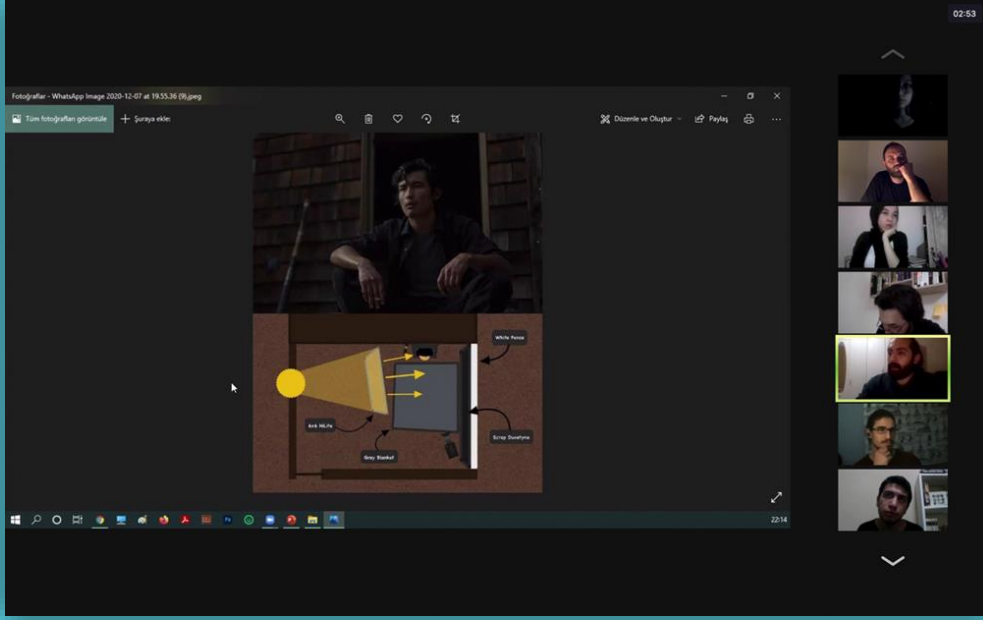 02:53
Fotoğraflar - WhatsApp Image 2020-12-07 at 19.55.36 (9).jpeg
Tüm fotoğrafları görüntüle
Şuraya ekle:
Düzenle ve Oluştur
Paylaş
White Fence
Gray Blanket
Scrap Duvetyne
22:14